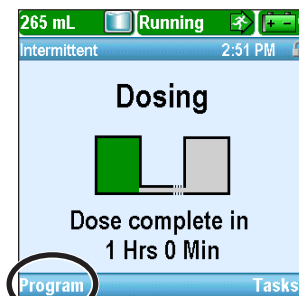 265 mL Running
Intermittent 2:51 PM
Dosing
Dose complete in
1 Hrs 0 Min
Program Tasks